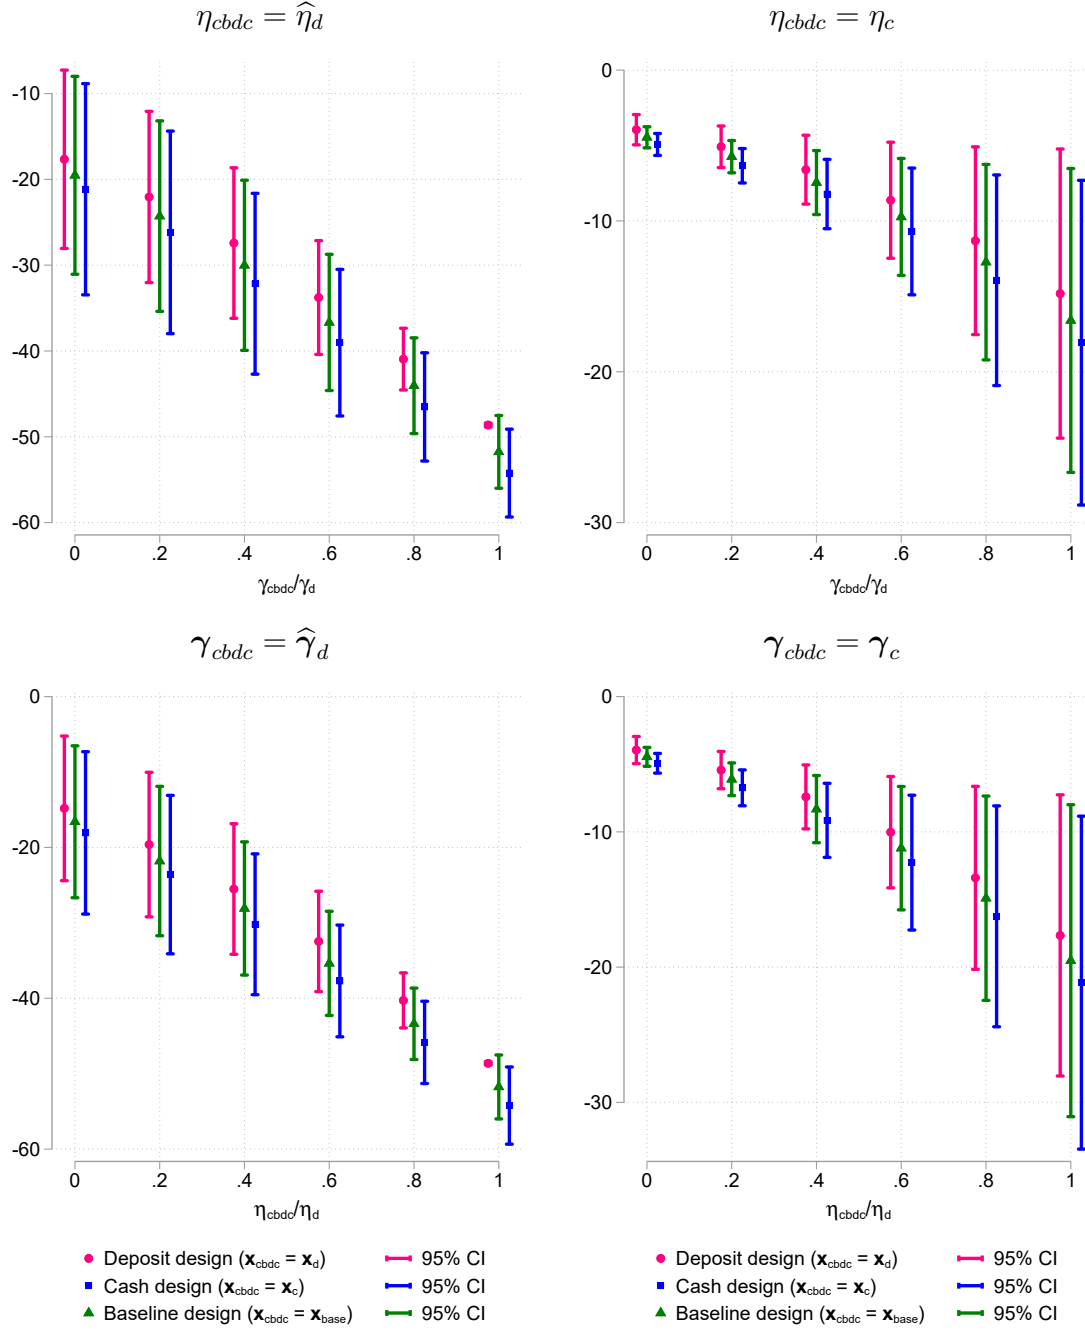 η_cbdc = η̂_d
-10
-20
-30
-40
-50
-60
0 .2 .4 .6 .8 1
γcbdc/γd
η_cbdc = η_c
0
-10
-20
-30
0 .2 .4 .6 .8 1
γcbdc/γd
γ_cbdc = γ̂_d
0
-20
-40
-60
0 .2 .4 .6 .8 1
ηcbdc/ηd
γ_cbdc = γ_c
0
-10
-20
-30
0 .2 .4 .6 .8 1
ηcbdc/ηd
Deposit design (xcbdc = xd) 95% CI
Cash design (xcbdc = xc) 95% CI
Baseline design (xcbdc = xbase) 95% CI
Deposit design (xcbdc = xd) 95% CI
Cash design (xcbdc = xc) 95% CI
Baseline design (xcbdc = xbase) 95% CI